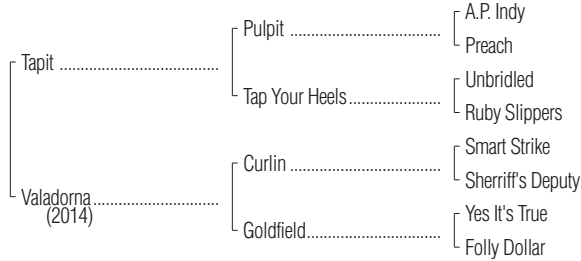 A.P. Indy
Pulpit
Preach
Tapit
Unbridled
Tap Your Heels
Ruby Slippers
Smart Strike
Curlin
Sherriff's Deputy
Valadorna
(2014)
Yes It's True
Goldfield
Folly Dollar